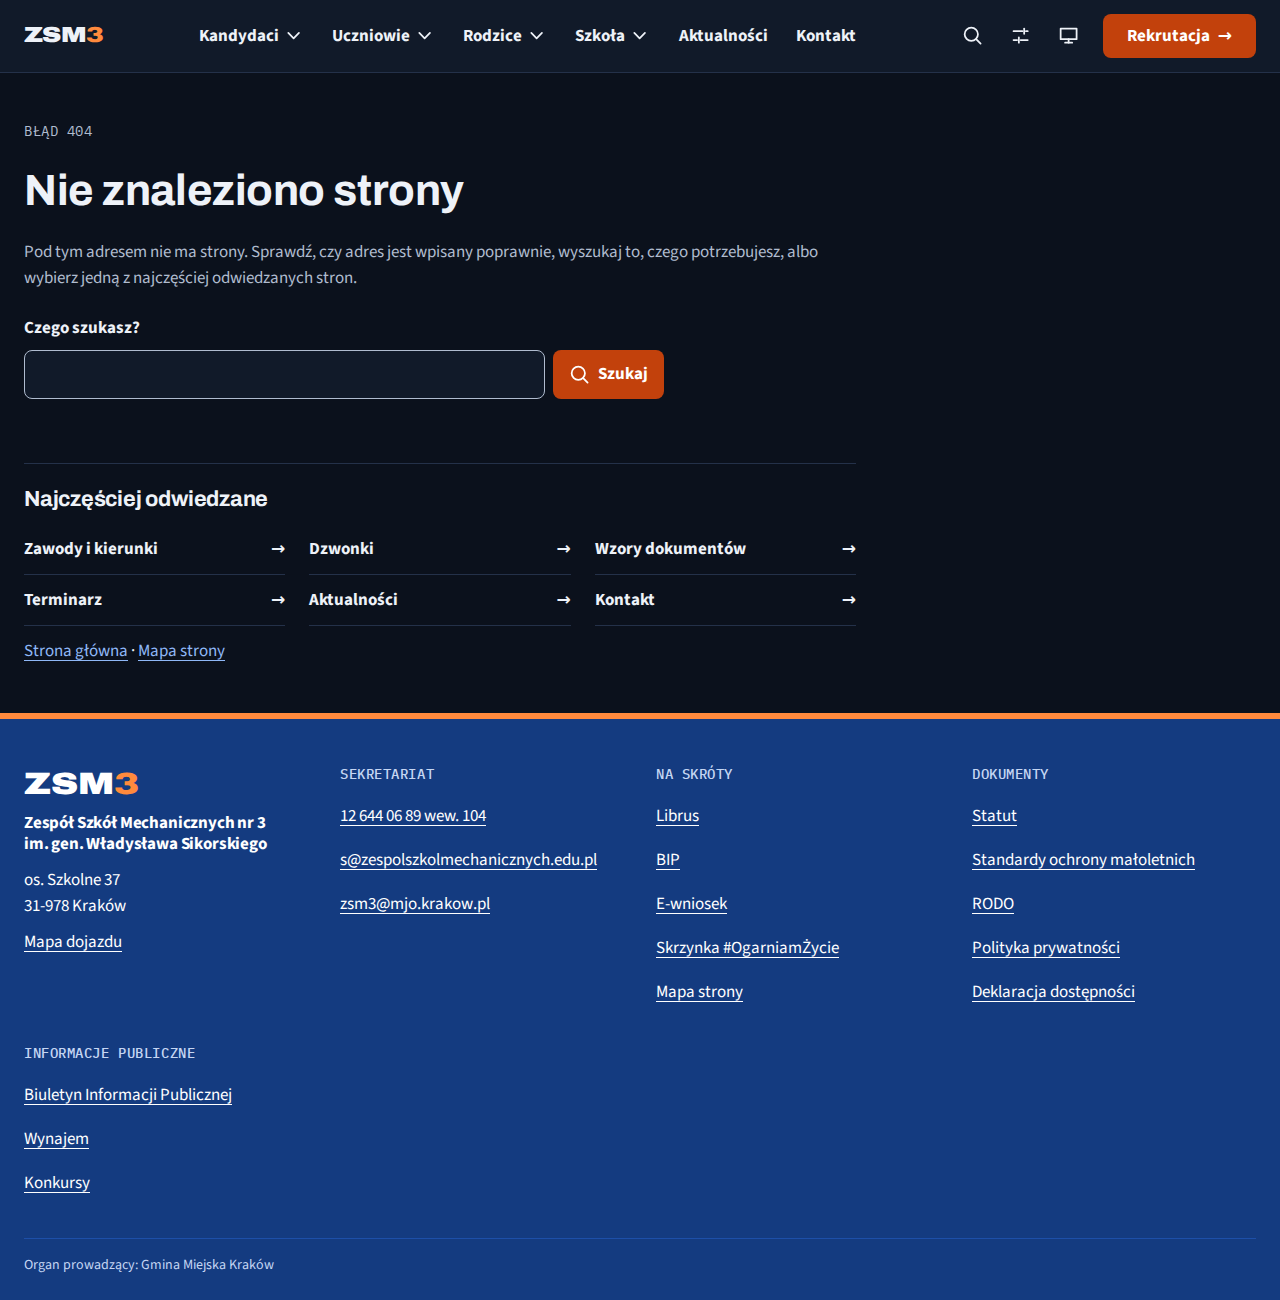 ZSM3
Kandydaci
Uczniowie
Rodzice
Szkoła
Aktualności
Kontakt
Rekrutacja →
BŁĄD 404
Nie znaleziono strony
Pod tym adresem nie ma strony. Sprawdź, czy adres jest wpisany poprawnie, wyszukaj to, czego potrzebujesz, albo
wybierz jedną z najczęściej odwiedzanych stron.
Czego szukasz?
Szukaj
Najczęściej odwiedzane
Zawody i kierunki →
Dzwonki →
Wzory dokumentów →
Terminarz →
Aktualności →
Kontakt →
Strona główna · Mapa strony
ZSM3
Zespół Szkół Mechanicznych nr 3
im. gen. Władysława Sikorskiego
os. Szkolne 37
31-978 Kraków
Mapa dojazdu
SEKRETARIAT
12 644 06 89 wew. 104
s@zespolszkolmechanicznych.edu.pl
zsm3@mjo.krakow.pl
NA SKRÓTY
Librus
BIP
E-wniosek
Skrzynka #OgarniamŻycie
Mapa strony
DOKUMENTY
Statut
Standardy ochrony małoletnich
RODO
Polityka prywatności
Deklaracja dostępności
INFORMACJE PUBLICZNE
Biuletyn Informacji Publicznej
Wynajem
Konkursy
Organ prowadzący: Gmina Miejska Kraków